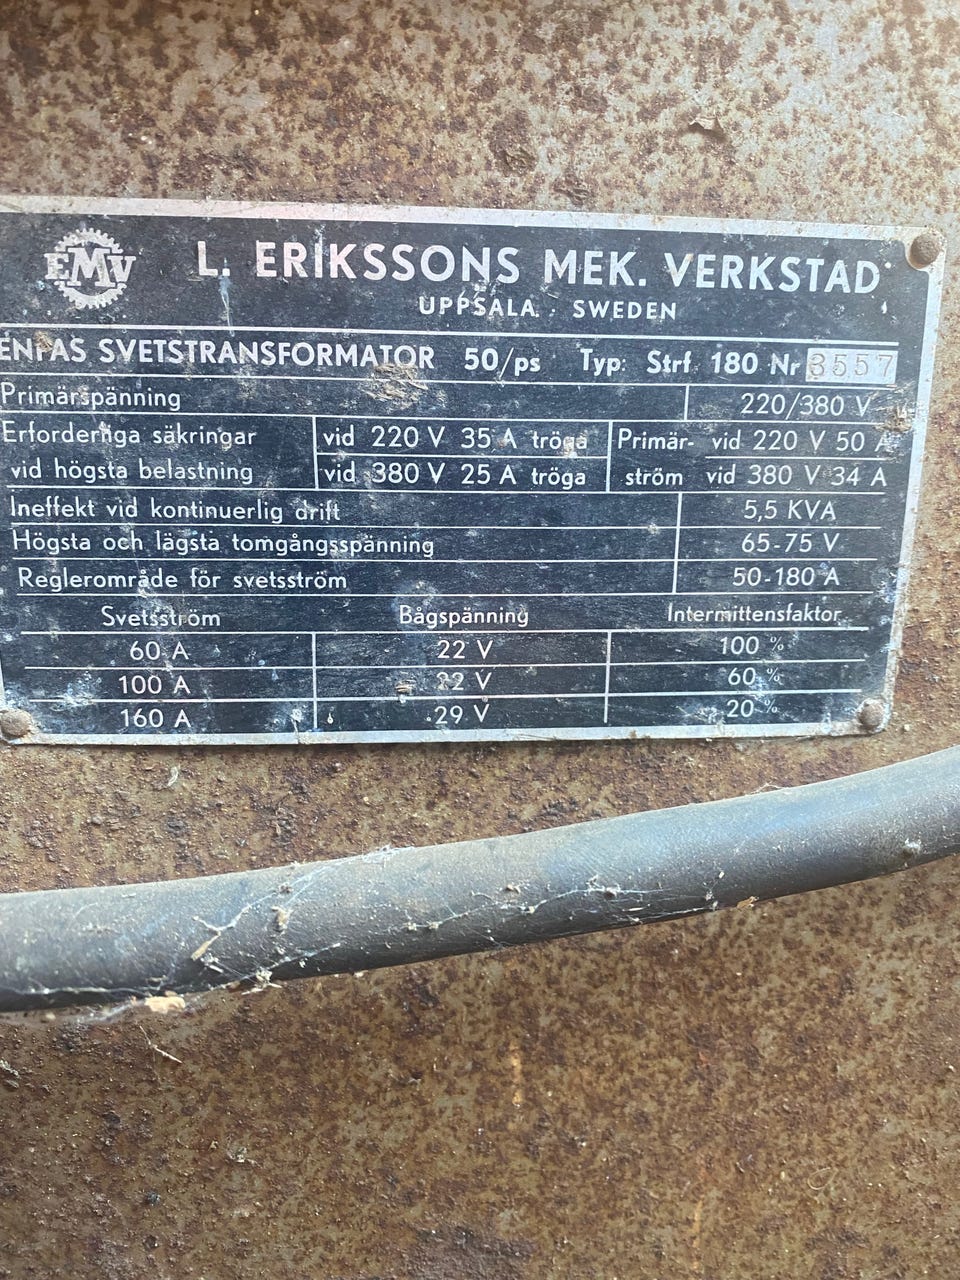 EMV
L. ERIKSSONS MEK. VERKSTAD
UPPSALA. SWEDEN
ENFAS SVETSTRANSFORMATOR 50/ps Typ: Strf. 180 Nr 3557
Primärspänning 220/380 V
Erforderliga säkringar vid 220 V 35 A tröga Primär- vid 220 V 50 A
vid högsta belastning vid 380 V 25 A tröga ström vid 380 V 34 A
Ineffekt vid kontinuerlig drift 5,5 KVA
Högsta och lägsta tomgångsspänning 65-75 V
Reglerområde för svetsström 50-180 A
Svetsström Bågspänning Intermittensfaktor
60 A 22 V 100 %
100 A 22 V 60 %
160 A 29 V 20 %